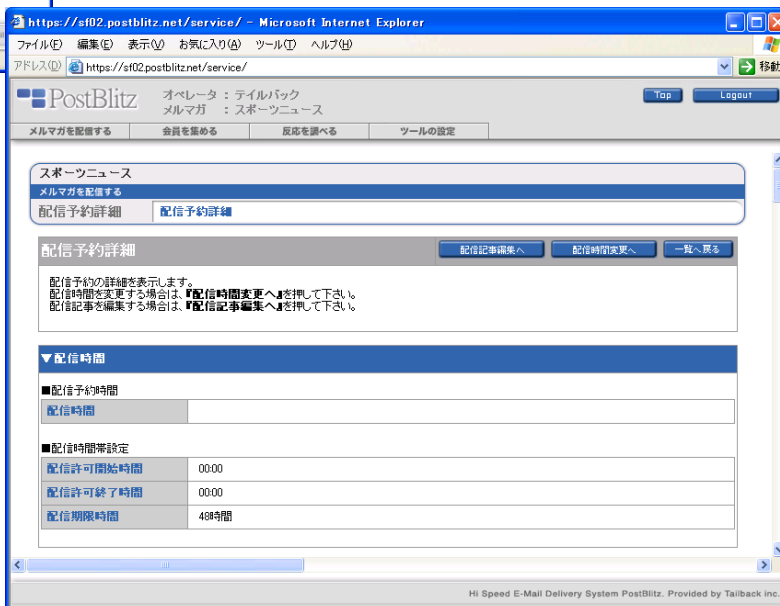 https://sf02.postblitz.net/service/ - Microsoft Internet Explorer
ファイル(F) 編集(E) 表示(V) お気に入り(A) ツール(T) ヘルプ(H)
アドレス(D) https://sf02.postblitz.net/service/ 移動
PostBlitz オペレータ : テイルバック Top Logout
メルマガ : スポーツニュース
メルマガを配信する 会員を集める 反応を調べる ツールの設定
スポーツニュース
メルマガを配信する
配信予約詳細 配信予約詳細
配信予約詳細 配信記事編集へ 配信時間変更へ 一覧へ戻る
配信予約の詳細を表示します。
配信時間を変更する場合は、『配信時間変更へ』を押して下さい。
配信記事を編集する場合は、『配信記事編集へ』を押して下さい。
▼配信時間
■配信予約時間
配信時間
■配信時間帯設定
配信許可開始時間 00:00
配信許可終了時間 00:00
配信期限時間 48時間
Hi Speed E-Mail Delivery System PostBlitz. Provided by Tailback inc.